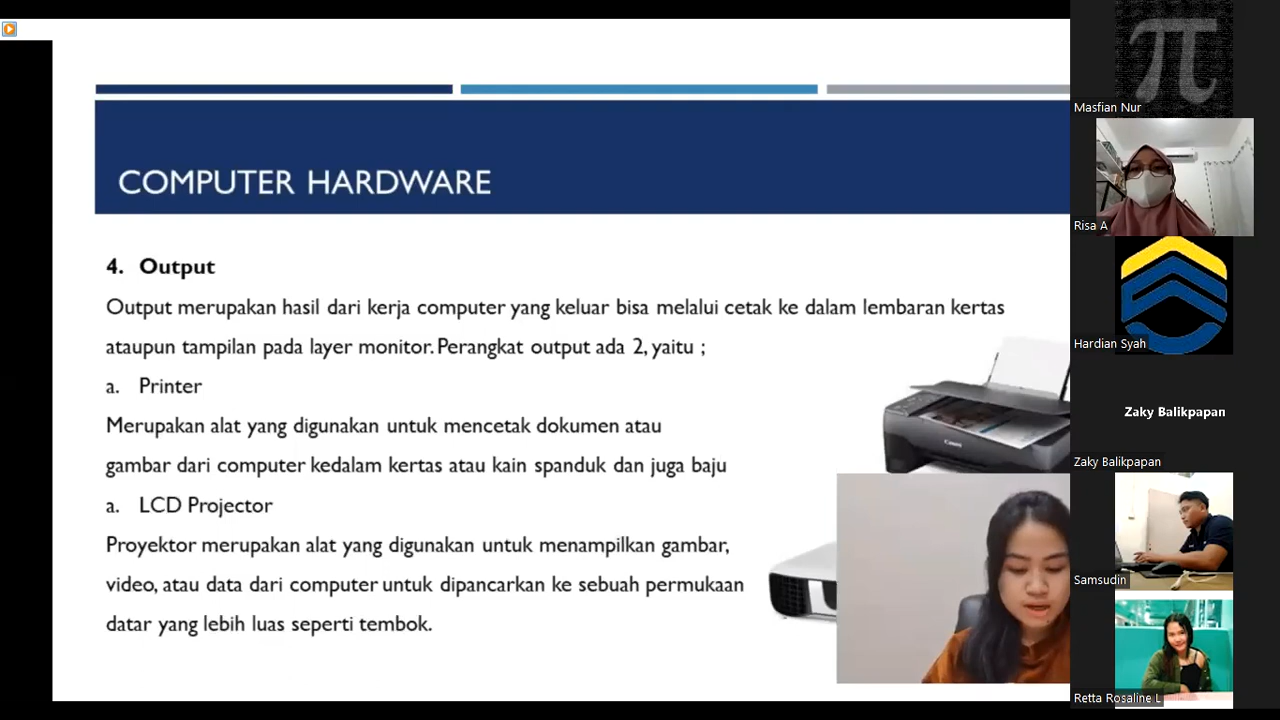 COMPUTER HARDWARE
4. Output
Output merupakan hasil dari kerja computer yang keluar bisa melalui cetak ke dalam lembaran kertas
ataupun tampilan pada layer monitor. Perangkat output ada 2, yaitu ;
a. Printer
Merupakan alat yang digunakan untuk mencetak dokumen atau
gambar dari computer kedalam kertas atau kain spanduk dan juga baju
a. LCD Projector
Proyektor merupakan alat yang digunakan untuk menampilkan gambar,
video, atau data dari computer untuk dipancarkan ke sebuah permukaan
datar yang lebih luas seperti tembok.
Canon
π
Masfian Nur
Risa A
Hardian Syah
Zaky Balikpapan
Zaky Balikpapan
Samsudin
Retta Rosaline L